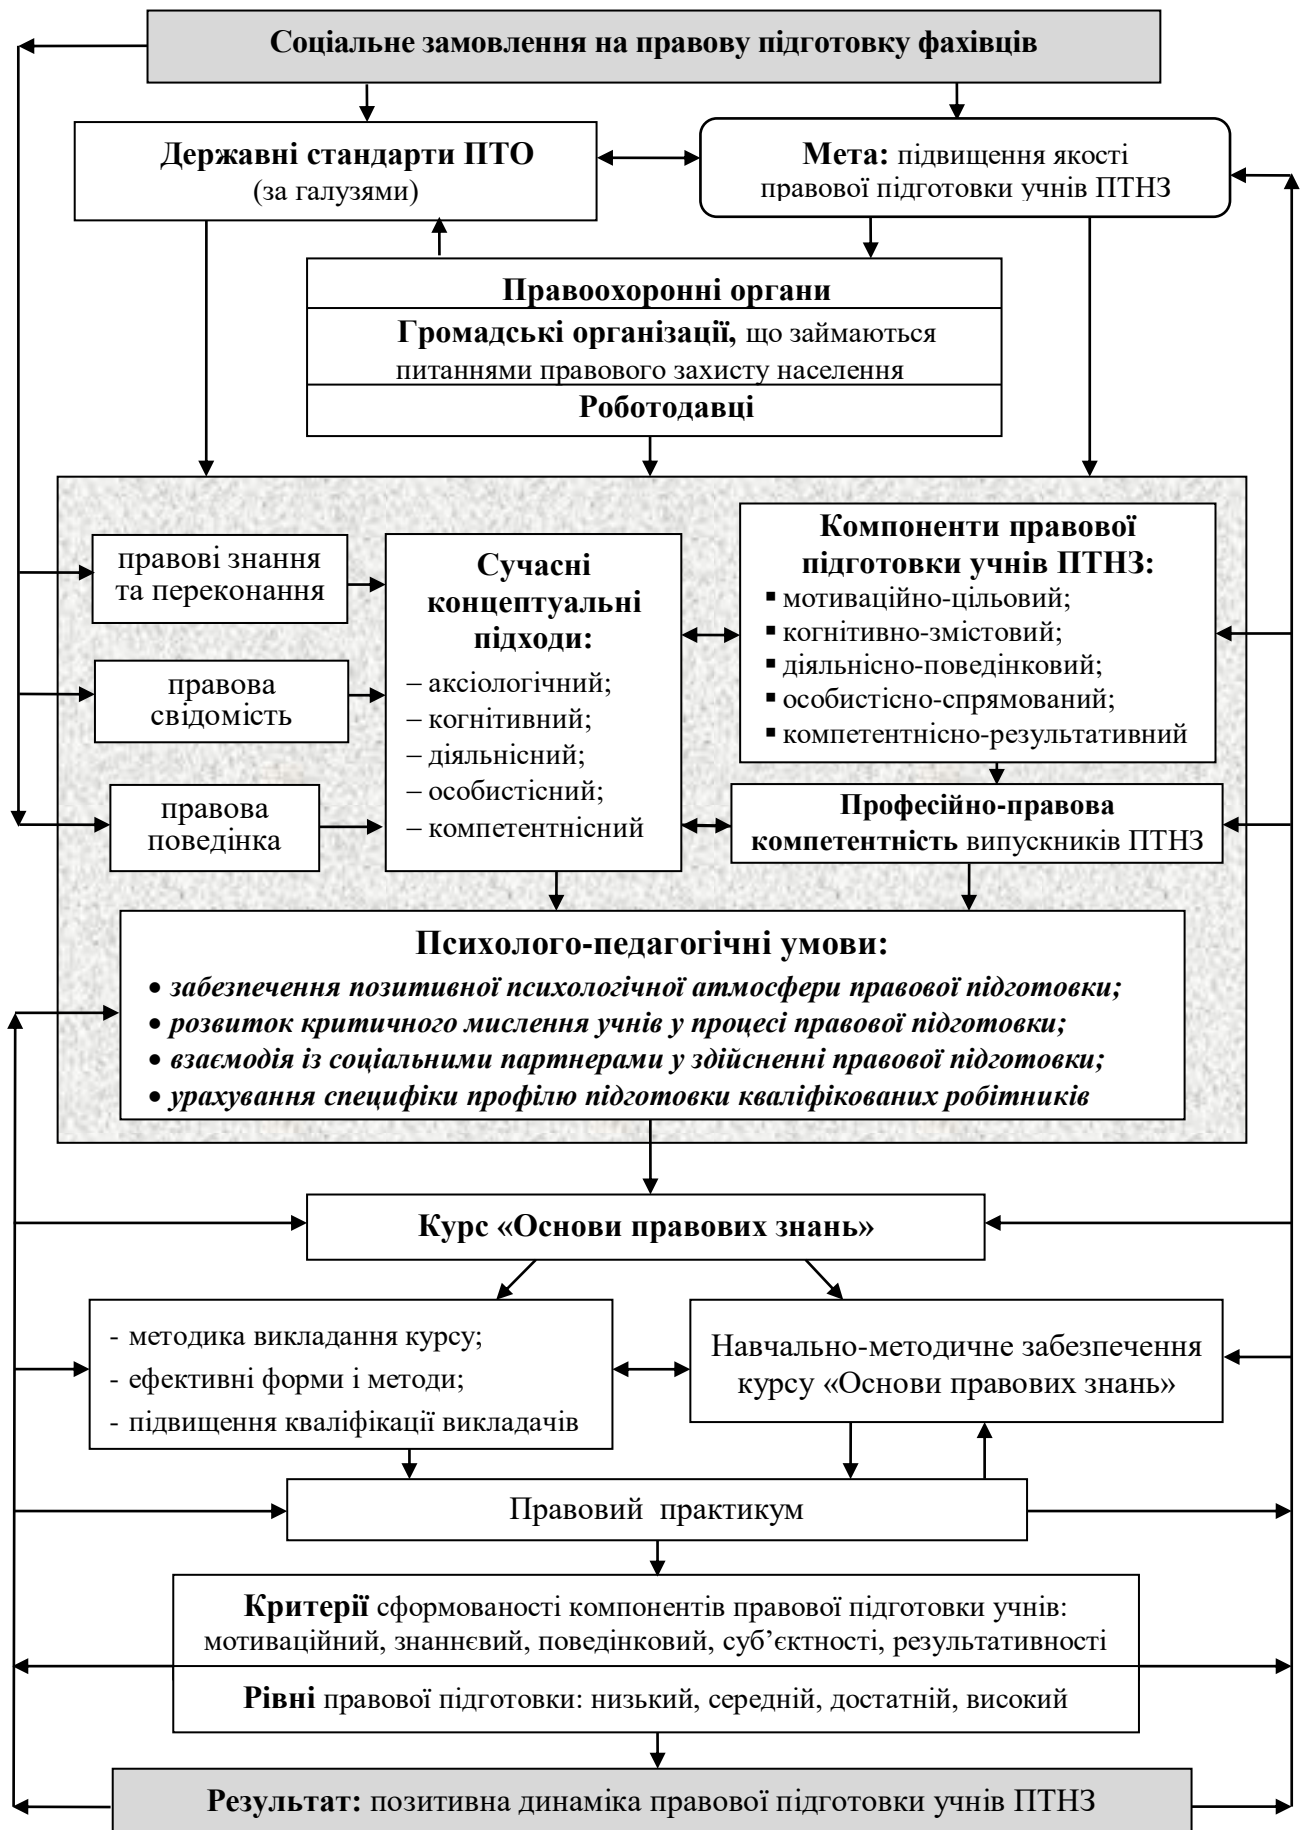 Соціальне замовлення на правову підготовку фахівців
Державні стандарти ПТО
(за галузями)
Мета: підвищення якості
правової підготовки учнів ПТНЗ
Правоохоронні органи
Громадські організації, що займаються
питаннями правового захисту населення
Роботодавці
правові знання
та переконання
правова
свідомість
правова
поведінка
Сучасні
концептуальні
підходи:
– аксіологічний;
– когнітивний;
– діяльнісний;
– особистісний;
– компетентнісний
Компоненти правової
підготовки учнів ПТНЗ:
▪ мотиваційно-цільовий;
▪ когнітивно-змістовий;
▪ діяльнісно-поведінковий;
▪ особистісно-спрямований;
▪ компетентнісно-результативний
Професійно-правова
компетентність випускників ПТНЗ
Психолого-педагогічні умови:
• забезпечення позитивної психологічної атмосфери правової підготовки;
• розвиток критичного мислення учнів у процесі правової підготовки;
• взаємодія із соціальними партнерами у здійсненні правової підготовки;
• урахування специфіки профілю підготовки кваліфікованих робітників
Курс «Основи правових знань»
- методика викладання курсу;
- ефективні форми і методи;
- підвищення кваліфікації викладачів
Навчально-методичне забезпечення
курсу «Основи правових знань»
Правовий практикум
Критерії сформованості компонентів правової підготовки учнів:
мотиваційний, знаннєвий, поведінковий, суб’єктності, результативності
Рівні правової підготовки: низький, середній, достатній, високий
Результат: позитивна динаміка правової підготовки учнів ПТНЗ